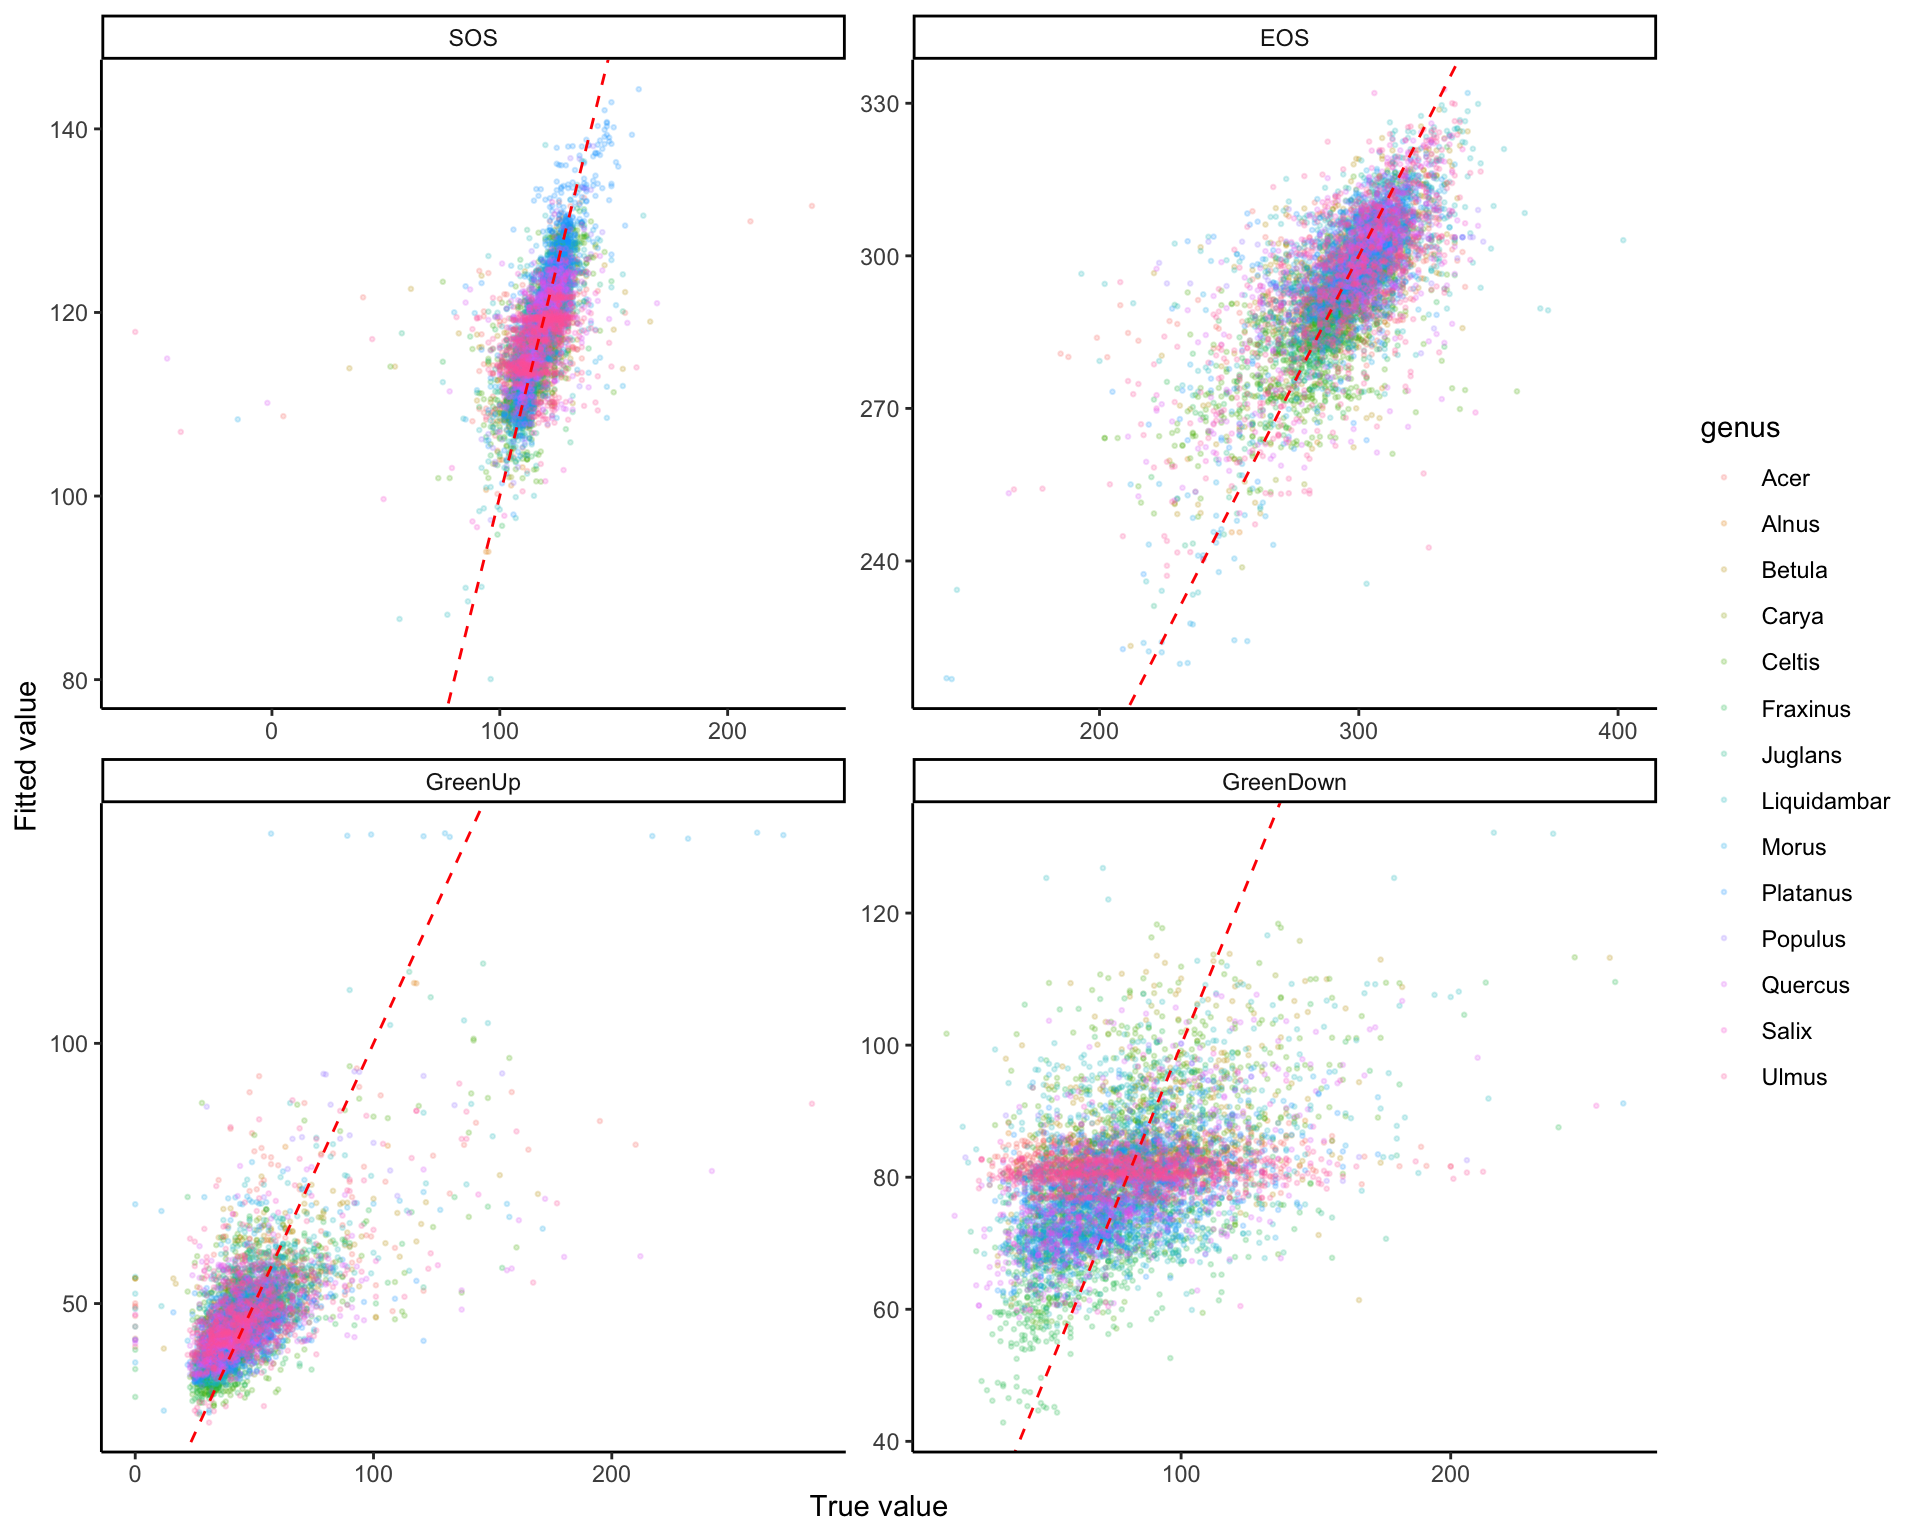 SOS
EOS
140
120
100
80
0
100
200
330
300
270
240
200
300
400
GreenUp
GreenDown
100
50
0
100
200
120
100
80
60
40
100
200
Fitted value
True value
genus
Acer
Alnus
Betula
Carya
Celtis
Fraxinus
Juglans
Liquidambar
Morus
Platanus
Populus
Quercus
Salix
Ulmus